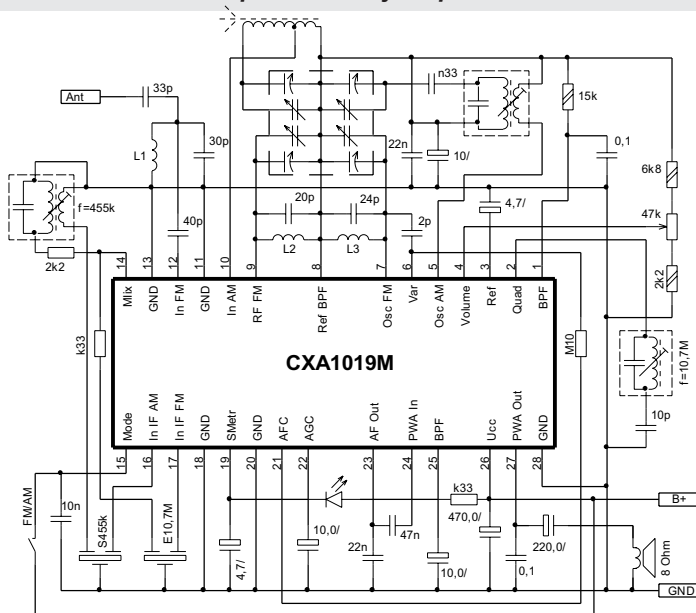 33p
Ant
n33
15k
L1
30p
22n
10/
0,1
6k8
f=455k
20p
24p
4,7/
47k
40p
2p
2k2
L2
L3
2k2
14 13 12 11 10 9 8 7 6 5 4 3 2 1
MIix GND In FM GND In AM RF FM Ref BPF Osc FM Var Osc AM Volume Ref Quad BPF
k33
CXA1019M
M10
f=10,7M
10p
Mode In IF AM In IF FM GND SMetr GND AFC AGC AF Out PWA In BPF Ucc PWA Out GND
15 16 17 18 19 20 21 22 23 24 25 26 27 28
FM/AM
k33
B+
10n
S455k
E10,7M
10,0/
47n
470,0/
220,0/
4,7/
22n
10,0/
0,1
8 Ohm
GND